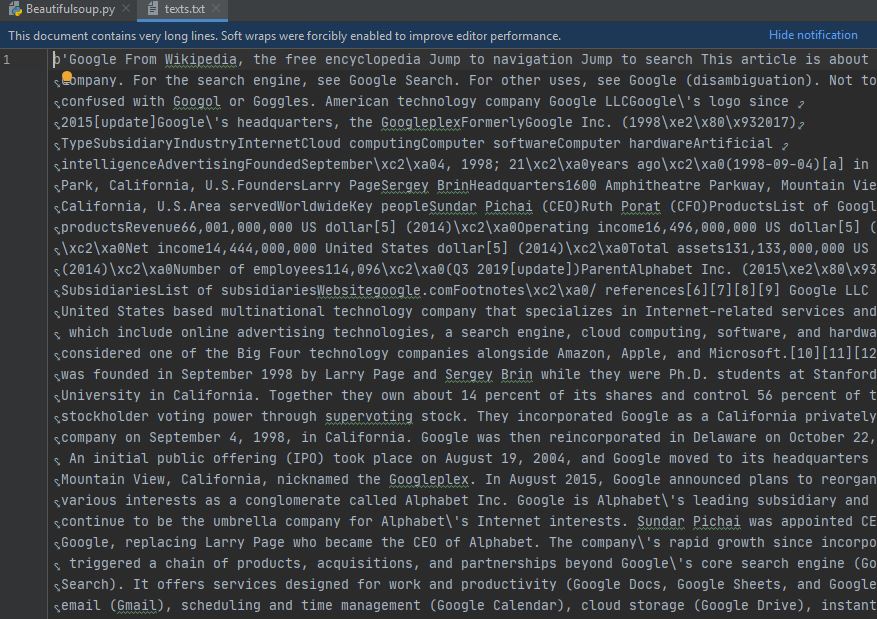 Beautifulsoup.py texts.txt
This document contains very long lines. Soft wraps were forcibly enabled to improve editor performance. Hide notification
1 b'Google From Wikipedia, the free encyclopedia Jump to navigation Jump to search This article is about
company. For the search engine, see Google Search. For other uses, see Google (disambiguation). Not to
confused with Googol or Goggles. American technology company Google LLCGoogle\'s logo since
2015[update]Google\'s headquarters, the GoogleplexFormerlyGoogle Inc. (1998\xe2\x80\x932017)
TypeSubsidiaryIndustryInternetCloud computingComputer softwareComputer hardwareArtificial
intelligenceAdvertisingFoundedSeptember\xc2\xa04, 1998; 21\xc2\xa0years ago\xc2\xa0(1998-09-04)[a] in
Park, California, U.S.FoundersLarry PageSergey BrinHeadquarters1600 Amphitheatre Parkway, Mountain Vie
California, U.S.Area servedWorldwideKey peopleSundar Pichai (CEO)Ruth Porat (CFO)ProductsList of Googl
productsRevenue66,001,000,000 US dollar[5] (2014)\xc2\xa0Operating income16,496,000,000 US dollar[5] (
\xc2\xa0Net income14,444,000,000 United States dollar[5] (2014)\xc2\xa0Total assets131,133,000,000 US
(2014)\xc2\xa0Number of employees114,096\xc2\xa0(Q3 2019[update])ParentAlphabet Inc. (2015\xe2\x80\x93
SubsidiariesList of subsidiariesWebsitegoogle.comFootnotes\xc2\xa0/ references[6][7][8][9] Google LLC
United States based multinational technology company that specializes in Internet-related services and
which include online advertising technologies, a search engine, cloud computing, software, and hardwa
considered one of the Big Four technology companies alongside Amazon, Apple, and Microsoft.[10][11][12
was founded in September 1998 by Larry Page and Sergey Brin while they were Ph.D. students at Stanford
University in California. Together they own about 14 percent of its shares and control 56 percent of t
stockholder voting power through supervoting stock. They incorporated Google as a California privately
company on September 4, 1998, in California. Google was then reincorporated in Delaware on October 22,
An initial public offering (IPO) took place on August 19, 2004, and Google moved to its headquarters
Mountain View, California, nicknamed the Googleplex. In August 2015, Google announced plans to reorgan
various interests as a conglomerate called Alphabet Inc. Google is Alphabet\'s leading subsidiary and
continue to be the umbrella company for Alphabet\'s Internet interests. Sundar Pichai was appointed CE
Google, replacing Larry Page who became the CEO of Alphabet. The company\'s rapid growth since incorpo
triggered a chain of products, acquisitions, and partnerships beyond Google\'s core search engine (Go
Search). It offers services designed for work and productivity (Google Docs, Google Sheets, and Google
email (Gmail), scheduling and time management (Google Calendar), cloud storage (Google Drive), instant